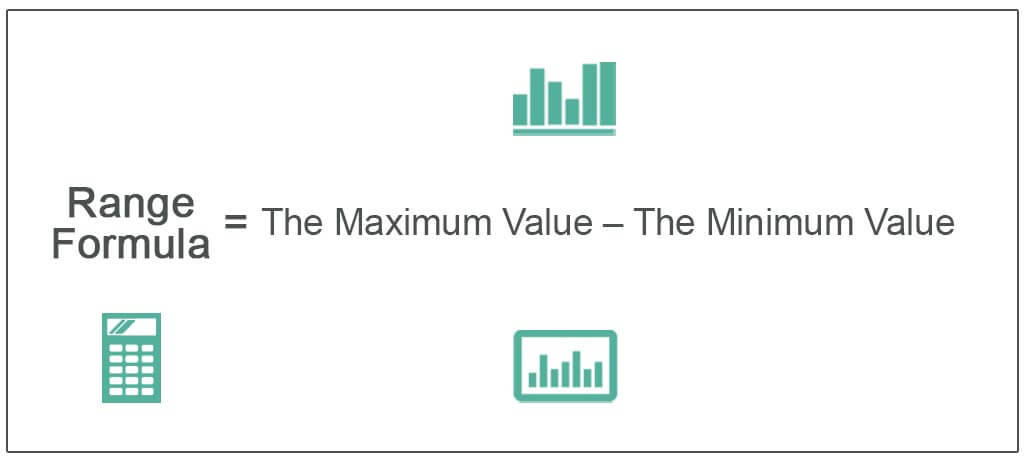 Range
Formula
= The Maximum Value – The Minimum Value